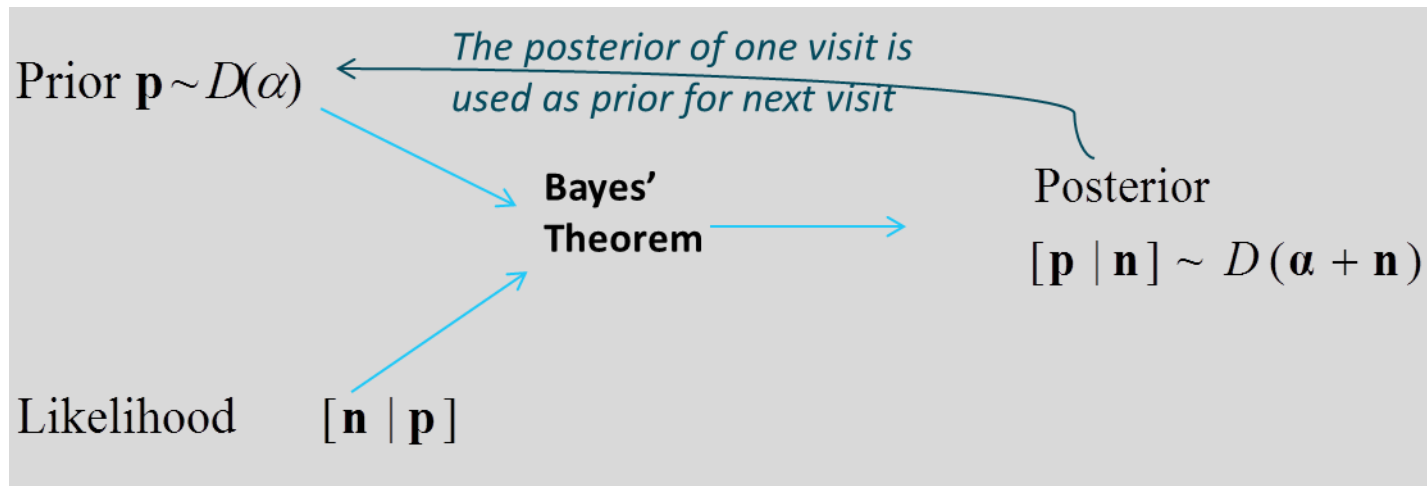 The posterior of one visit is
used as prior for next visit
Prior p ~ D(α)
Bayes’
Theorem
Posterior
[p | n] ~ D(α + n)
Likelihood [n | p]